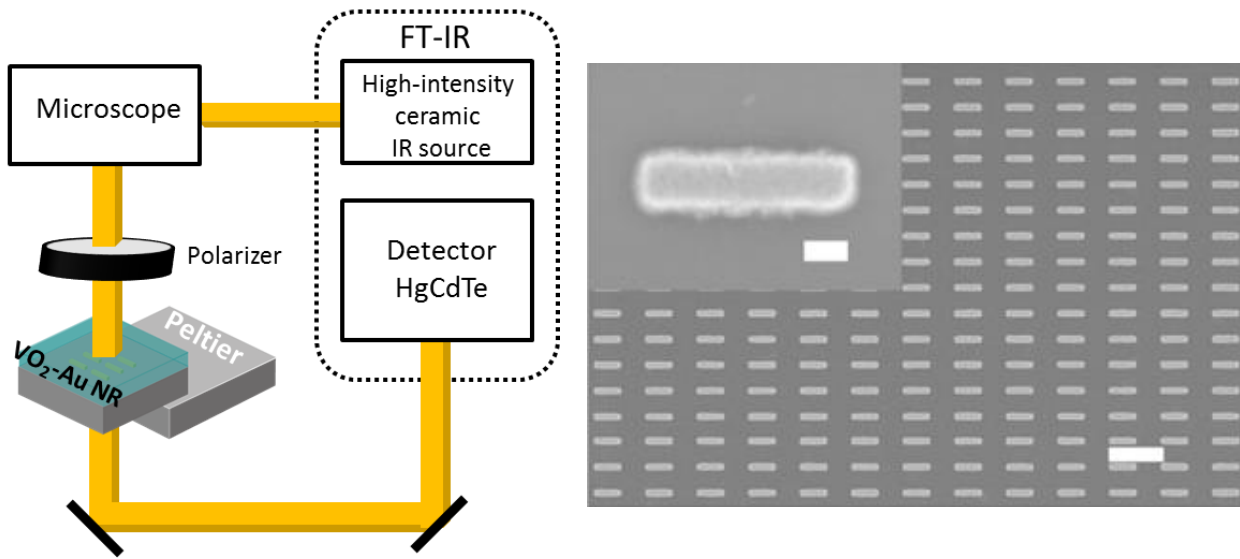 FT-IR
Microscope
High-intensity
ceramic
IR source
Polarizer
Detector
HgCdTe
Peltier
VO₂-Au NR